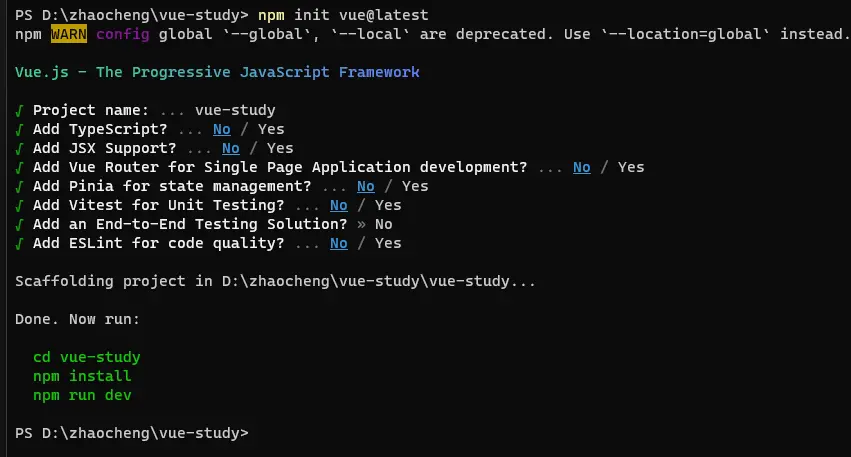 PS D:\zhaocheng\vue-study> npm init vue@latest
npm WARN config global `--global`, `--local` are deprecated. Use `--location=global` instead.
Vue.js - The Progressive JavaScript Framework
√ Project name: ... vue-study
√ Add TypeScript? ... No / Yes
√ Add JSX Support? ... No / Yes
√ Add Vue Router for Single Page Application development? ... No / Yes
√ Add Pinia for state management? ... No / Yes
√ Add Vitest for Unit Testing? ... No / Yes
√ Add an End-to-End Testing Solution? » No
√ Add ESLint for code quality? ... No / Yes
Scaffolding project in D:\zhaocheng\vue-study\vue-study...
Done. Now run:
cd vue-study
npm install
npm run dev
PS D:\zhaocheng\vue-study>